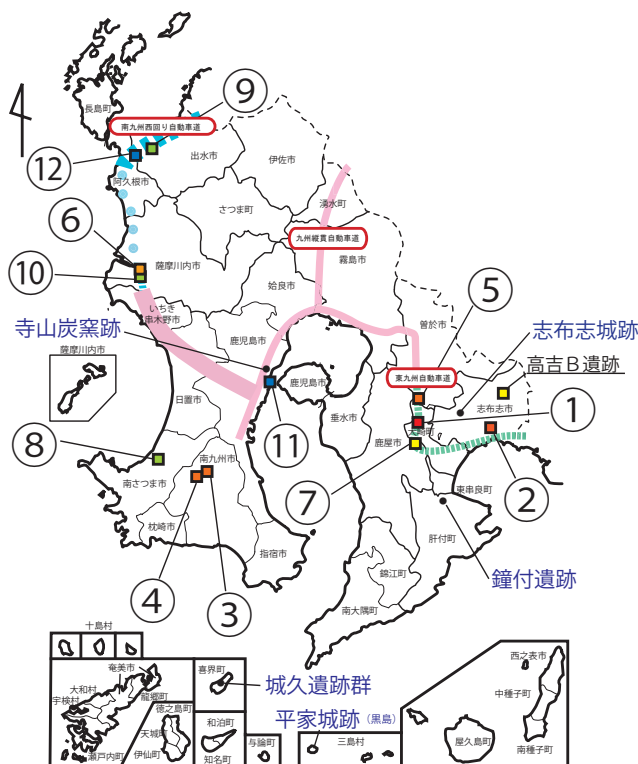 ⑨
長島町
南九州西回り自動車道
⑫
出水市
伊佐市
阿久根市
湧水町
さつま町
⑥
九州縦貫自動車道
薩摩川内市
霧島市
⑩
姶良市
⑤
いちき
串木野市
曽於市
寺山炭窯跡
志布志城跡
鹿児島市
高吉B遺跡
薩摩川内市
東九州自動車道
鹿児島市
志布志市
日置市
垂水市
①
⑪
大崎町
⑧
鹿屋市
南九州市
南さつま市
⑦
東串良町
②
枕崎市
肝付町
指宿市
鐘付遺跡
錦江町
④
③
南大隅町
十島村
西之表市
奄美市
喜界町
大和村
龍郷町
城久遺跡群
宇検村
中種子町
徳之島町
平家城跡（黒島）
和泊町
天城町
三島村
屋久島町
与論町
瀬戸内町
伊仙町
知名町
南種子町